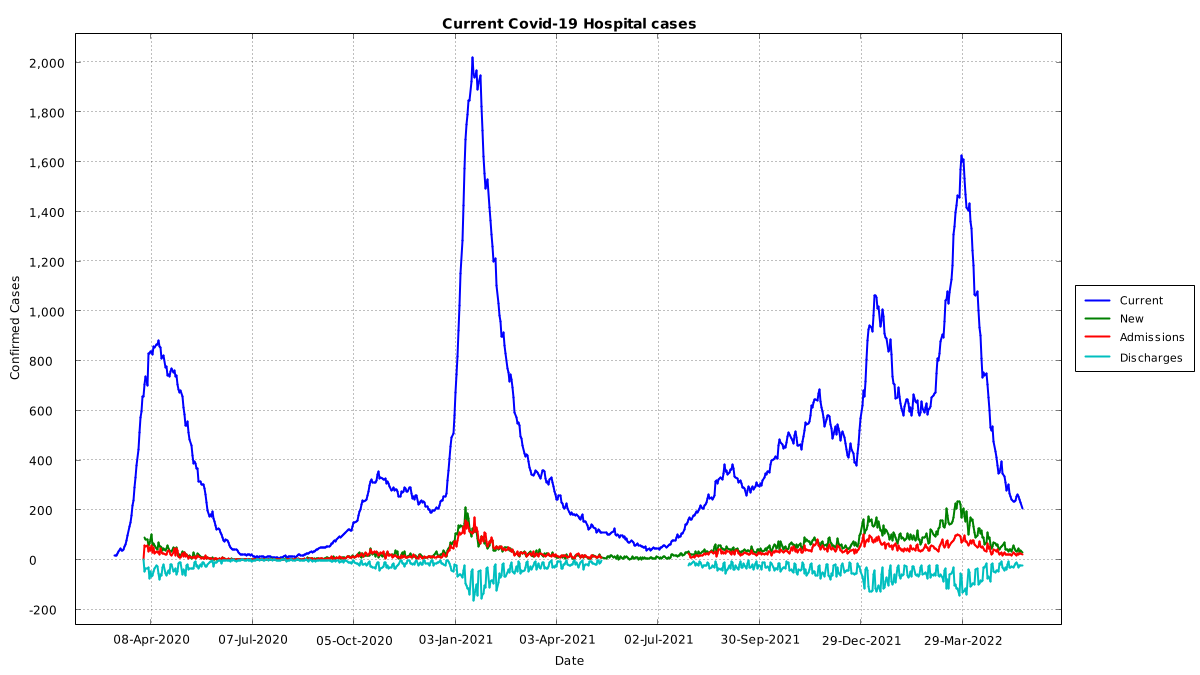 Current Covid-19 Hospital cases
Confirmed Cases
2,000
1,800
1,600
1,400
1,200
1,000
800
600
400
200
0
-200
08-Apr-2020
07-Jul-2020
05-Oct-2020
03-Jan-2021
03-Apr-2021
02-Jul-2021
30-Sep-2021
29-Dec-2021
29-Mar-2022
Date
Current
New
Admissions
Discharges